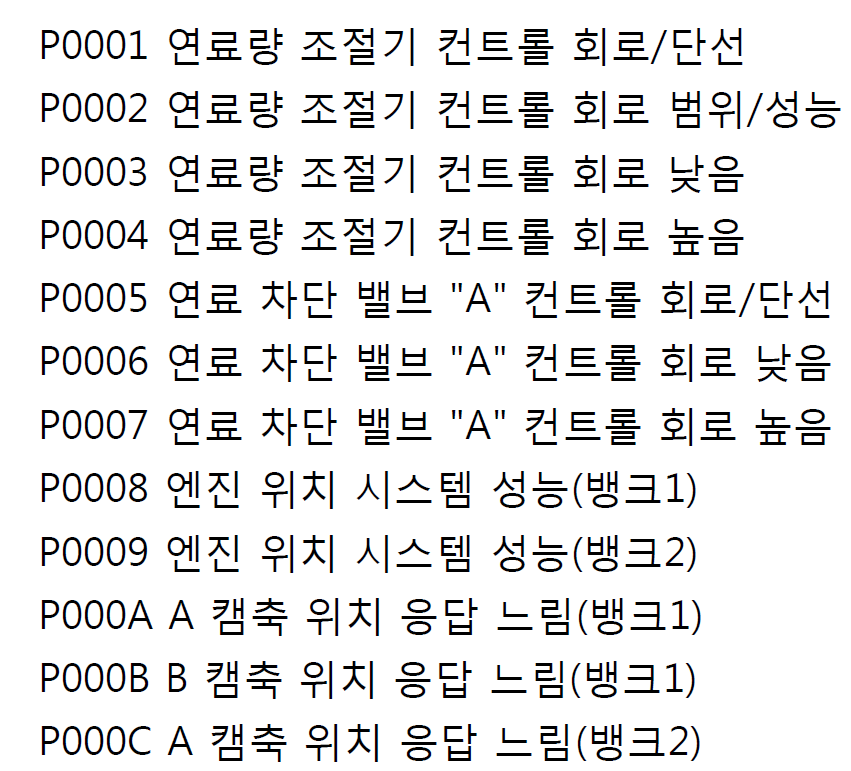 P0001 연료량 조절기 컨트롤 회로/단선
P0002 연료량 조절기 컨트롤 회로 범위/성능
P0003 연료량 조절기 컨트롤 회로 낮음
P0004 연료량 조절기 컨트롤 회로 높음
P0005 연료 차단 밸브 "A" 컨트롤 회로/단선
P0006 연료 차단 밸브 "A" 컨트롤 회로 낮음
P0007 연료 차단 밸브 "A" 컨트롤 회로 높음
P0008 엔진 위치 시스템 성능(뱅크1)
P0009 엔진 위치 시스템 성능(뱅크2)
P000A A 캠축 위치 응답 느림(뱅크1)
P000B B 캠축 위치 응답 느림(뱅크1)
P000C A 캠축 위치 응답 느림(뱅크2)